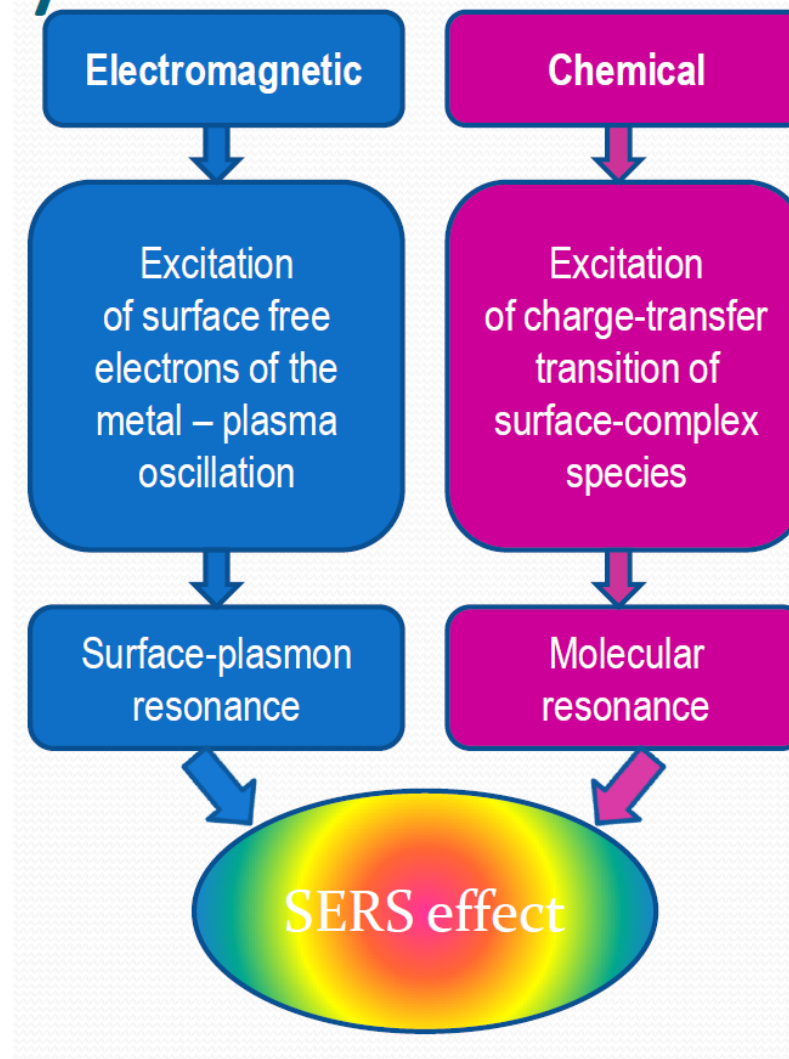 Electromagnetic
Excitation
of surface free
electrons of the
metal – plasma
oscillation
Surface-plasmon
resonance
Chemical
Excitation
of charge-transfer
transition of
surface-complex
species
Molecular
resonance
SERS effect